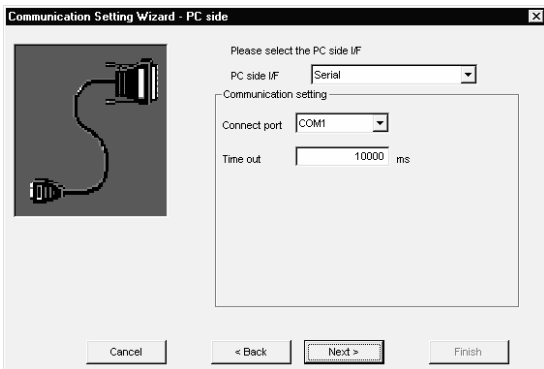 Communication Setting Wizard - PC side
Please select the PC side I/F
PC side I/F Serial
Communication setting
Connect port COM1
Time out 10000 ms
Cancel < Back Next > Finish